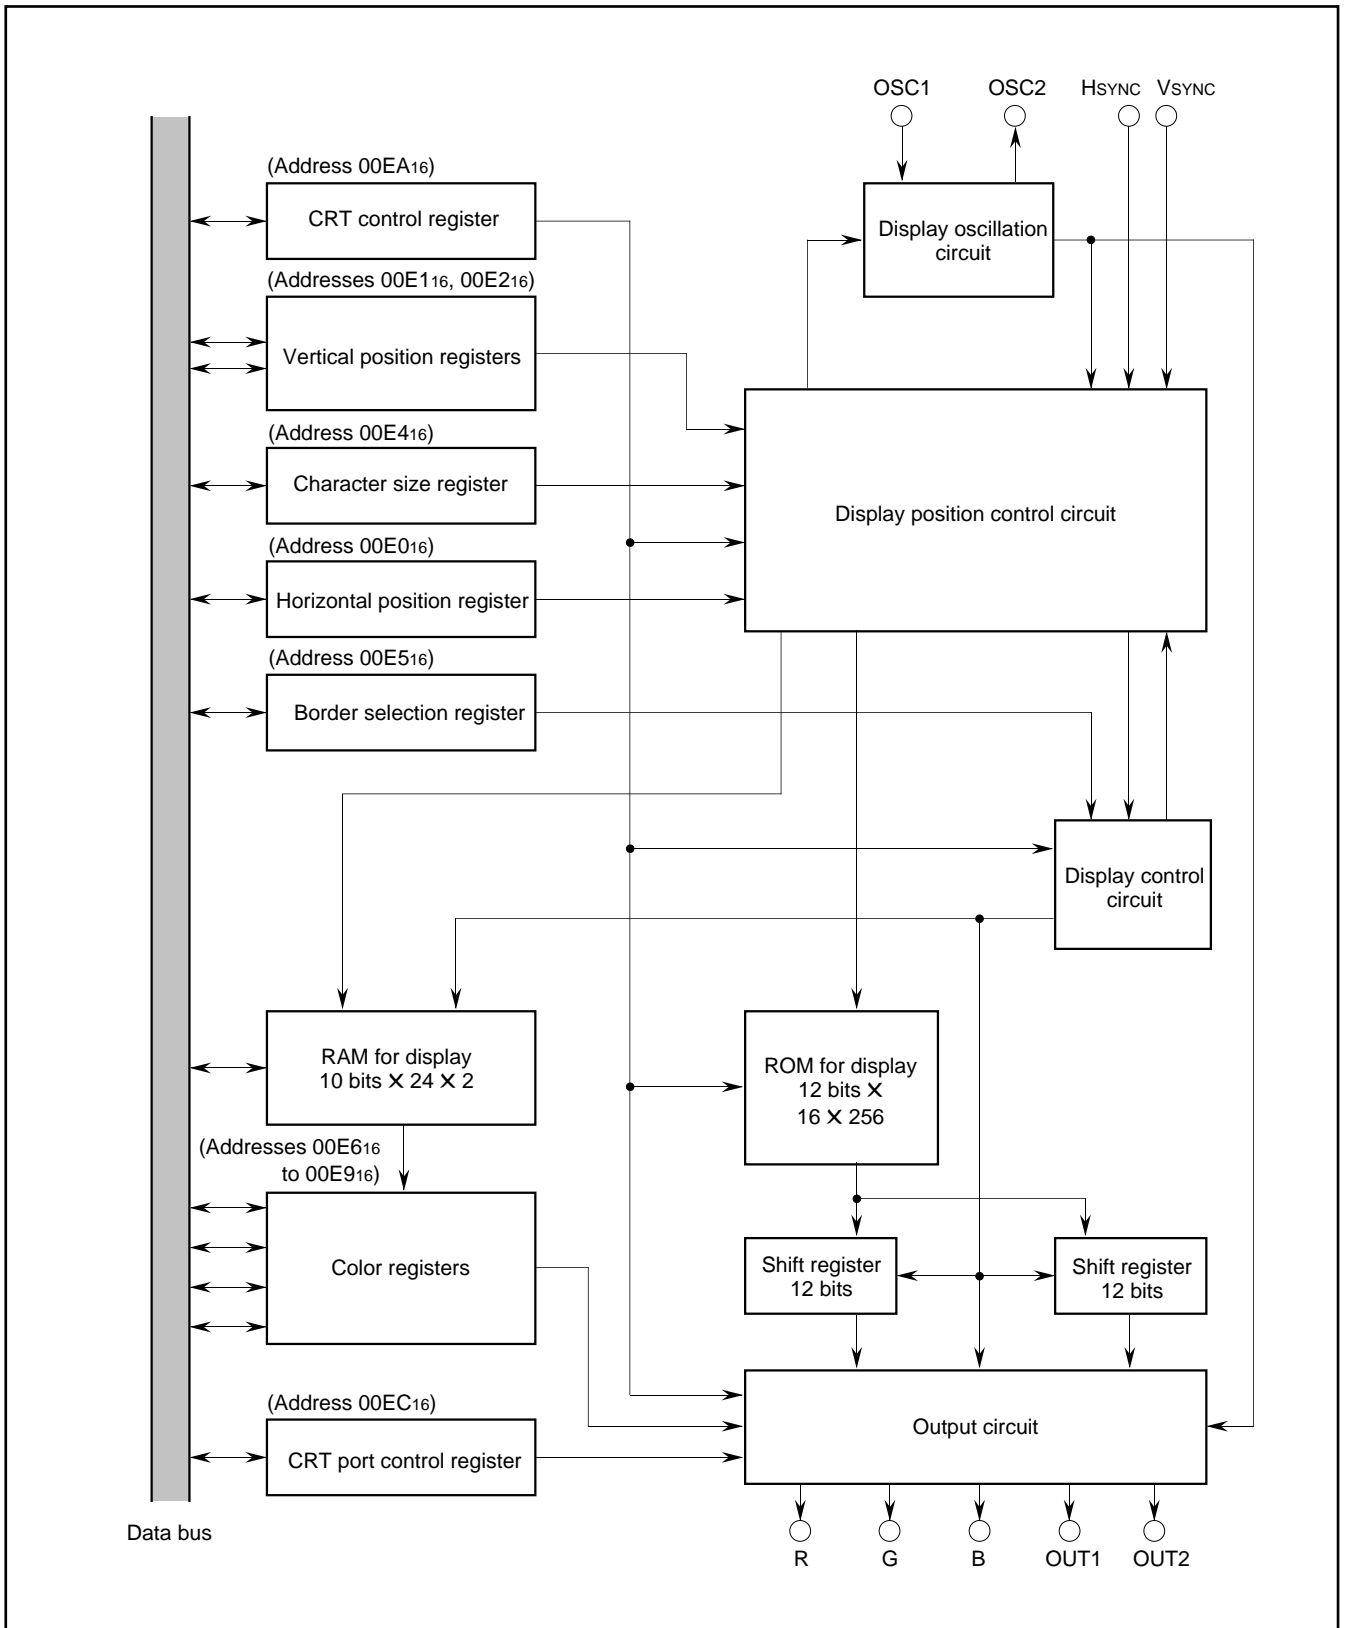 OSC1
OSC2
HSYNC
VSYNC
(Address 00EA16)
CRT control register
Display oscillation
circuit
(Addresses 00E116, 00E216)
Vertical position registers
(Address 00E416)
Character size register
Display position control circuit
(Address 00E016)
Horizontal position register
(Address 00E516)
Border selection register
Display control
circuit
RAM for display
10 bits X 24 X 2
ROM for display
12 bits X
16 X 256
(Addresses 00E616
to 00E916)
Color registers
Shift register
12 bits
Shift register
12 bits
(Address 00EC16)
CRT port control register
Output circuit
Data bus
R
G
B
OUT1
OUT2